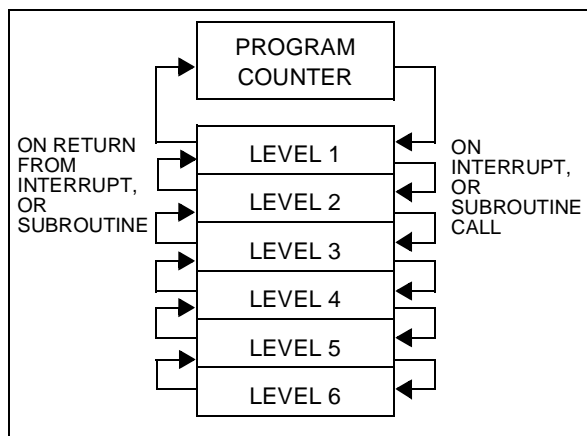 PROGRAM
COUNTER
ON RETURN
FROM
INTERRUPT,
OR
SUBROUTINE
LEVEL 1
LEVEL 2
LEVEL 3
LEVEL 4
LEVEL 5
LEVEL 6
ON
INTERRUPT,
OR
SUBROUTINE
CALL